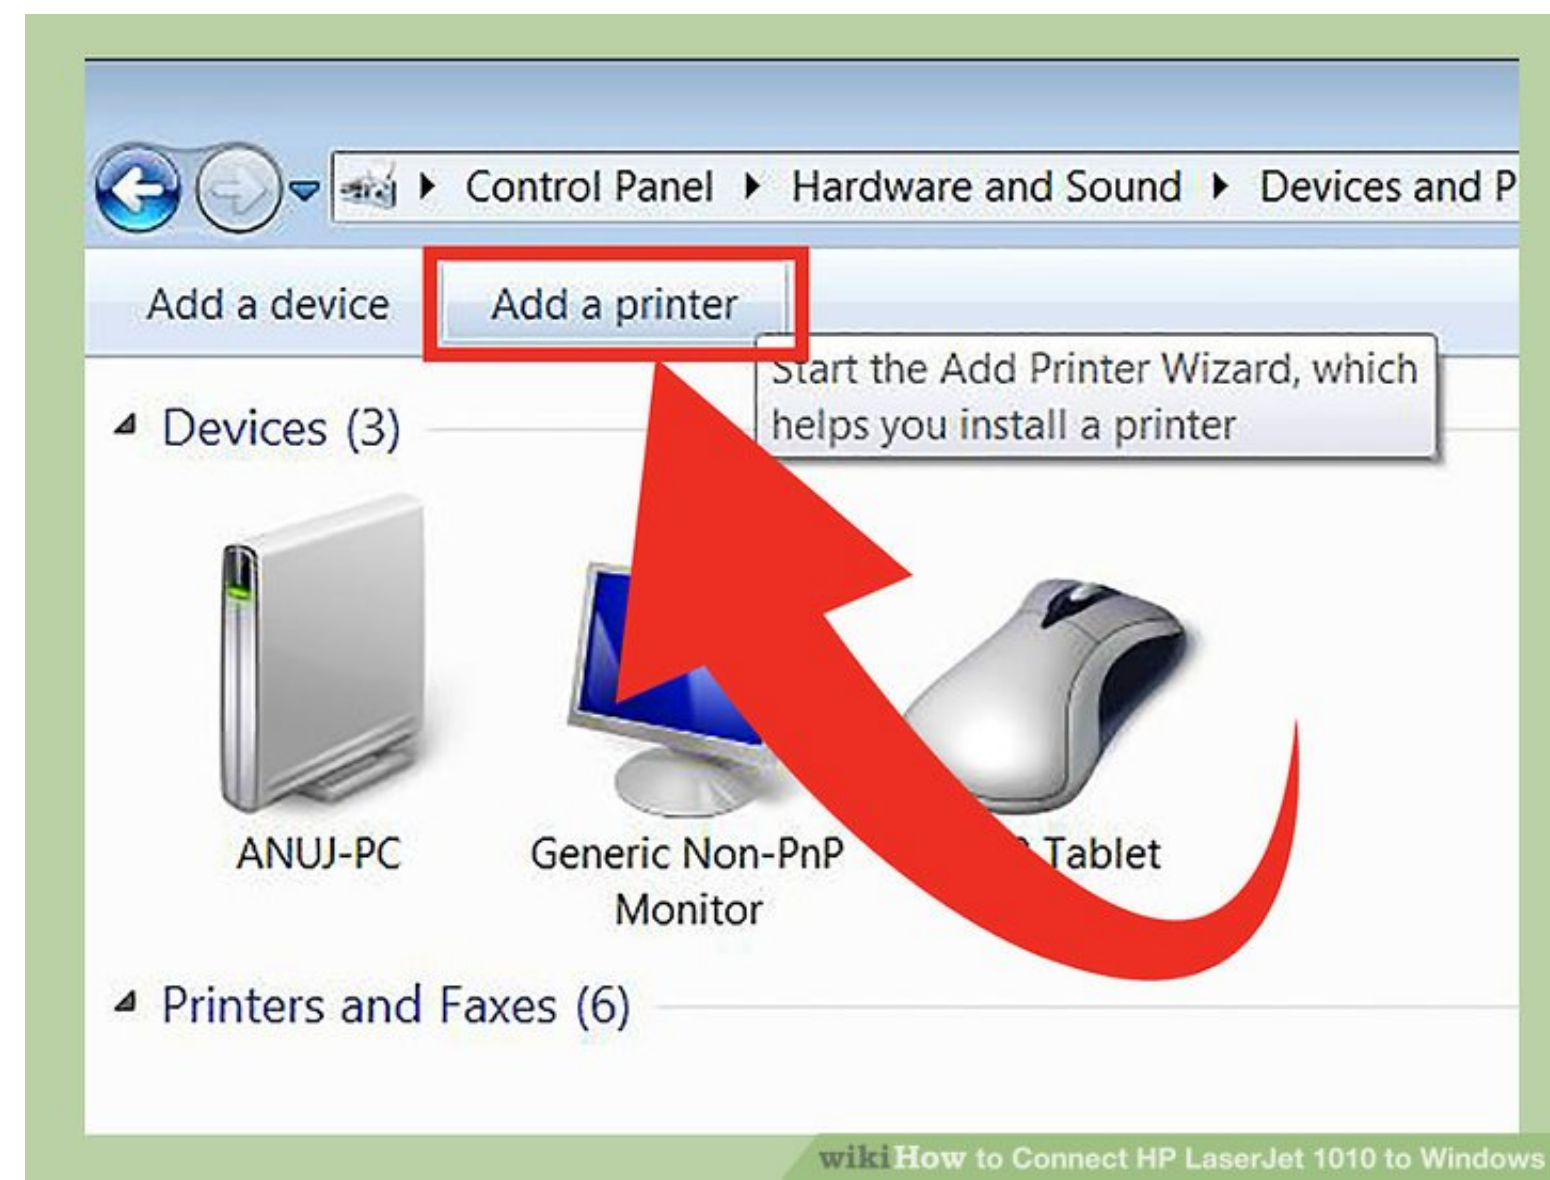 Control Panel Hardware and Sound Devices and P
Add a device Add a printer
Start the Add Printer Wizard, which
helps you install a printer
Devices (3)
ANUJ-PC
Generic Non-PnP
Monitor
Tablet
Printers and Faxes (6)
wikiHow to Connect HP LaserJet 1010 to Windows